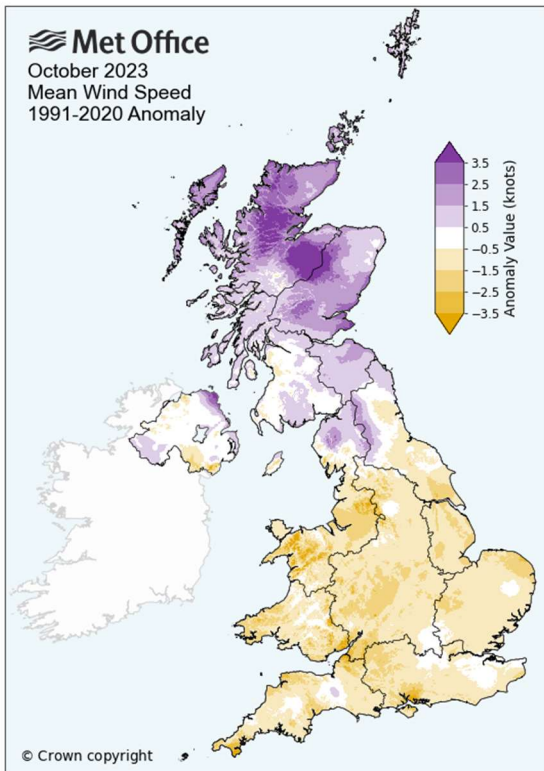 Met Office
October 2023
Mean Wind Speed
1991-2020 Anomaly
3.5
2.5
1.5
0.5
−0.5
−1.5
−2.5
−3.5
Anomaly Value (knots)
© Crown copyright